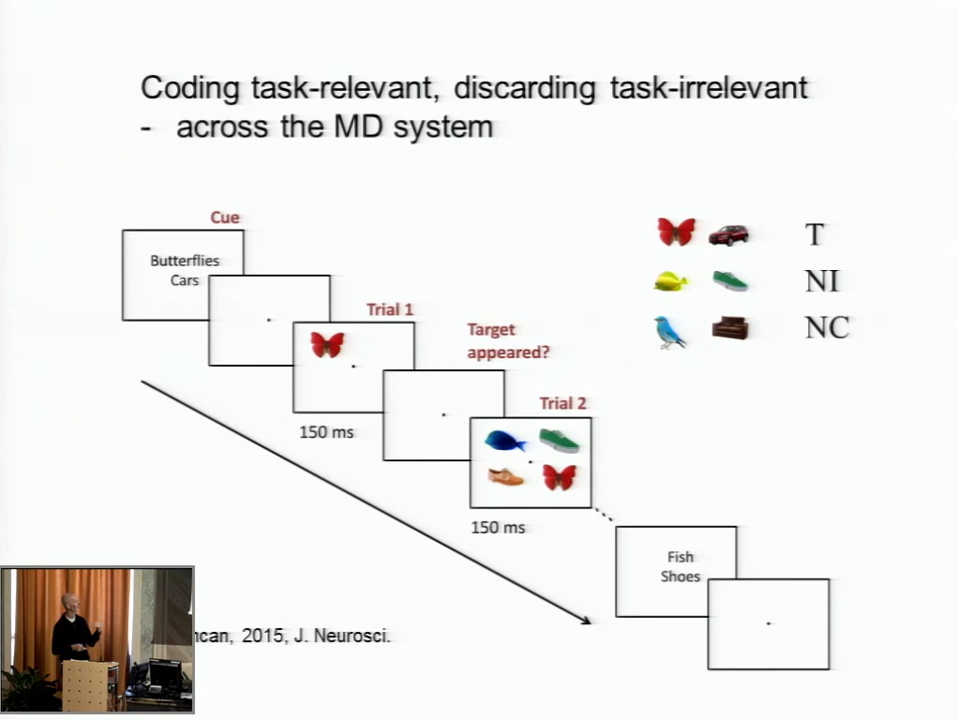 Coding task-relevant, discarding task-irrelevant
- across the MD system
Cue
Butterflies
Cars
Trial 1
150 ms
Target
appeared?
Trial 2
150 ms
Fish
Shoes
T
NI
NC
2015, J. Neurosci.